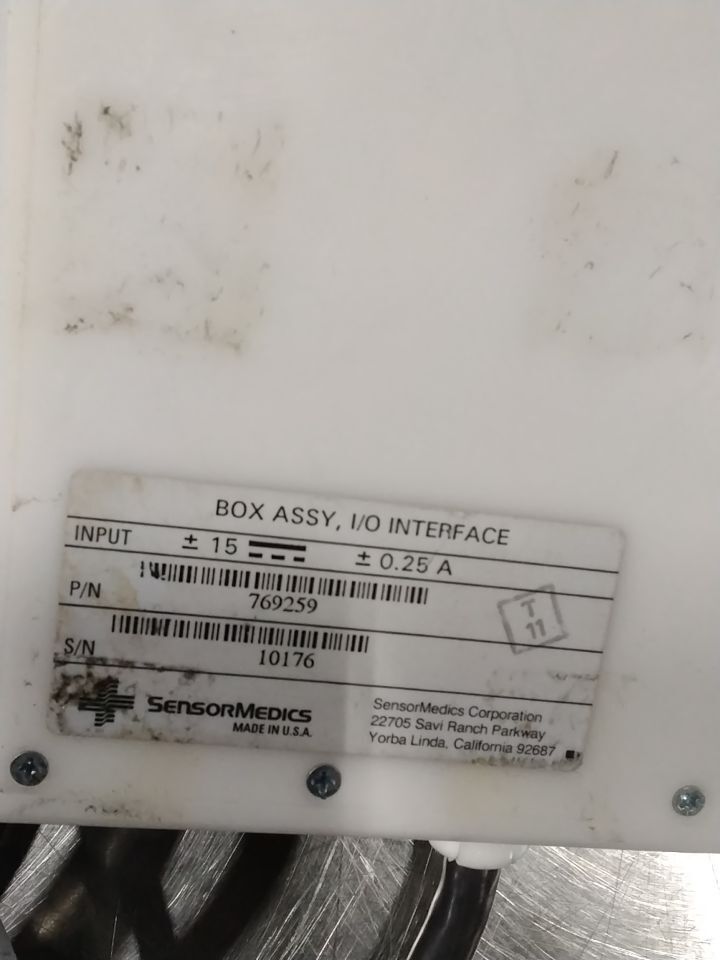 BOX ASSY, I/O INTERFACE
INPUT ± 15 ± 0.25 A
P/N 769259
T
11
S/N 10176
SENSORMEDICS
MADE IN U.S.A.
SensorMedics Corporation
22705 Savi Ranch Parkway
Yorba Linda, California 92687